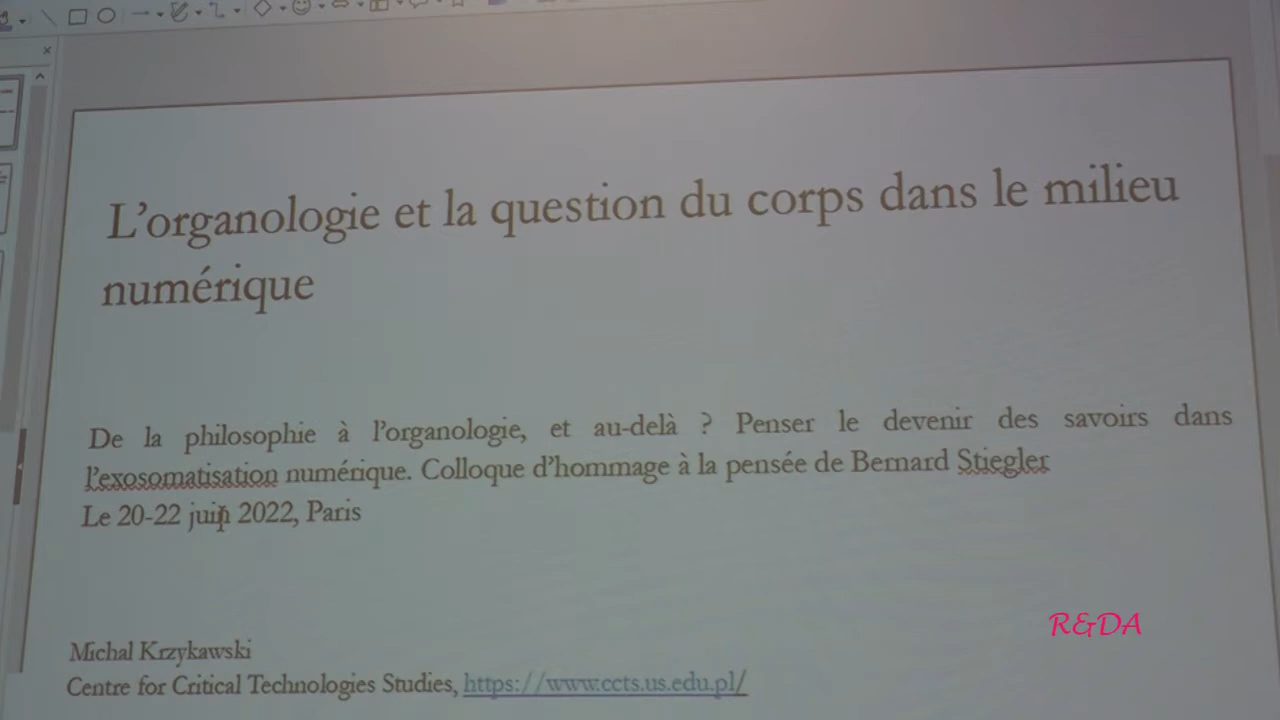 L'organologie et la question du corps dans le milieu
numérique
De la philosophie à l'organologie, et au-delà ? Penser le devenir des savoirs dans
l'exosomatisation numérique. Colloque d'hommage à la pensée de Bernard Stiegler
Le 20-22 juin 2022, Paris
R&DA
Michal Krzykawski
Centre for Critical Technologies Studies, https://www.ccts.us.edu.pl/